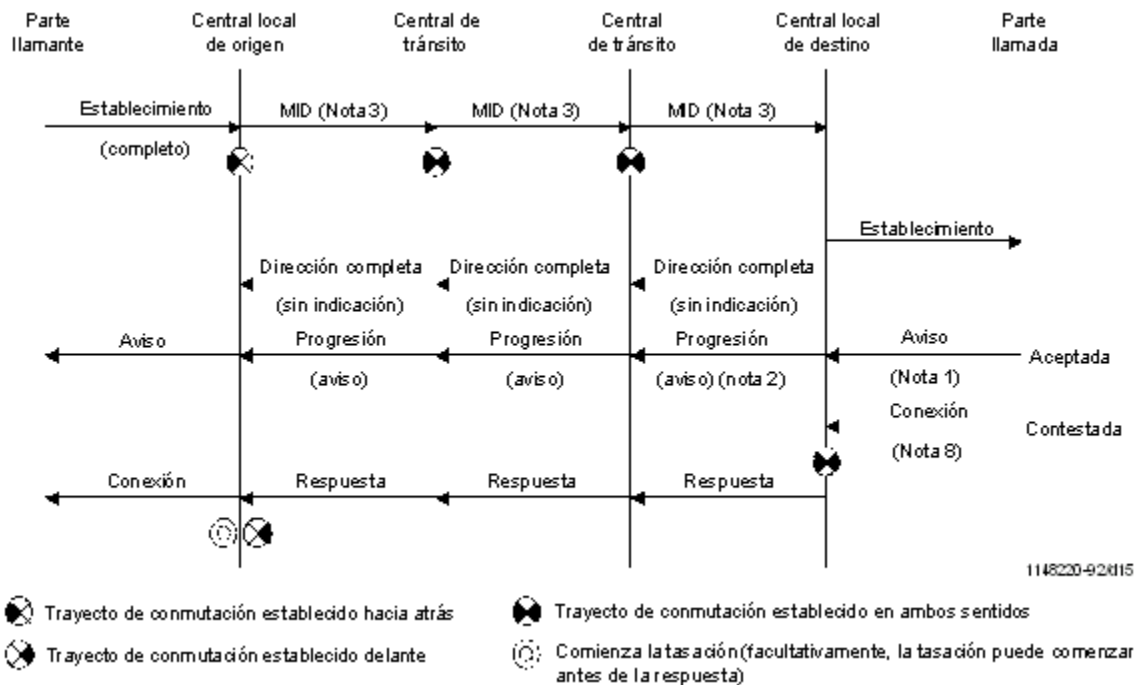 Parte llamante
Central local de origen
Central de tránsito
Central de tránsito
Central local de destino
Parte llamada
Establecimiento
(completo)
MID (Nota 3)
MID (Nota 3)
MID (Nota 3)
Establecimiento
Dirección completa
(sin indicación)
Dirección completa
(sin indicación)
Dirección completa
(sin indicación)
Aviso
Progresión
(aviso)
Progresión
(aviso)
Progresión
(aviso) (nota 2)
Aviso
(Nota 1)
Aceptada
Conexión
(Nota 8)
Contestada
Conexión
Respuesta
Respuesta
Respuesta
Trayecto de conmutación establecido hacia atrás
Trayecto de conmutación establecido en ambos sentidos
Trayecto de conmutación establecido delante
Comienza la tasación (facultativamente, la tasación puede comenzar
antes de la respuesta)